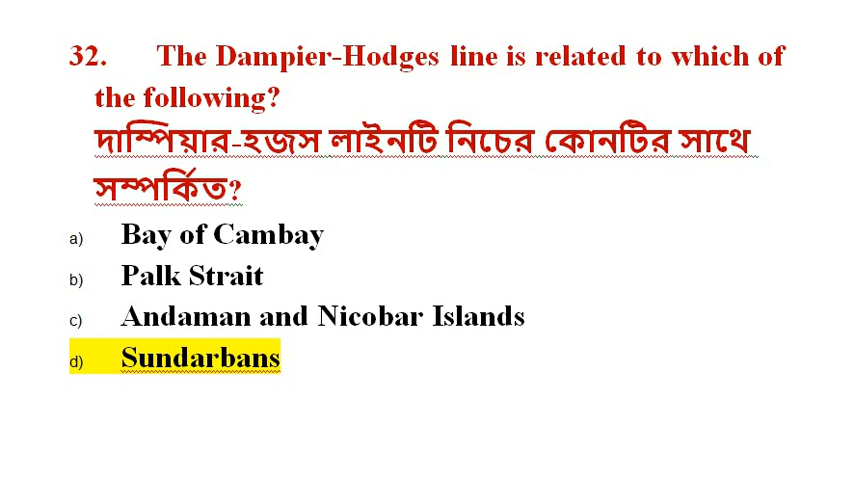 32. The Dampier-Hodges line is related to which of
the following?
দাম্পিয়ার-হজস লাইনটি নিচের কোনটির সাথে
সম্পর্কিত?
a) Bay of Cambay
b) Palk Strait
c) Andaman and Nicobar Islands
d) Sundarbans